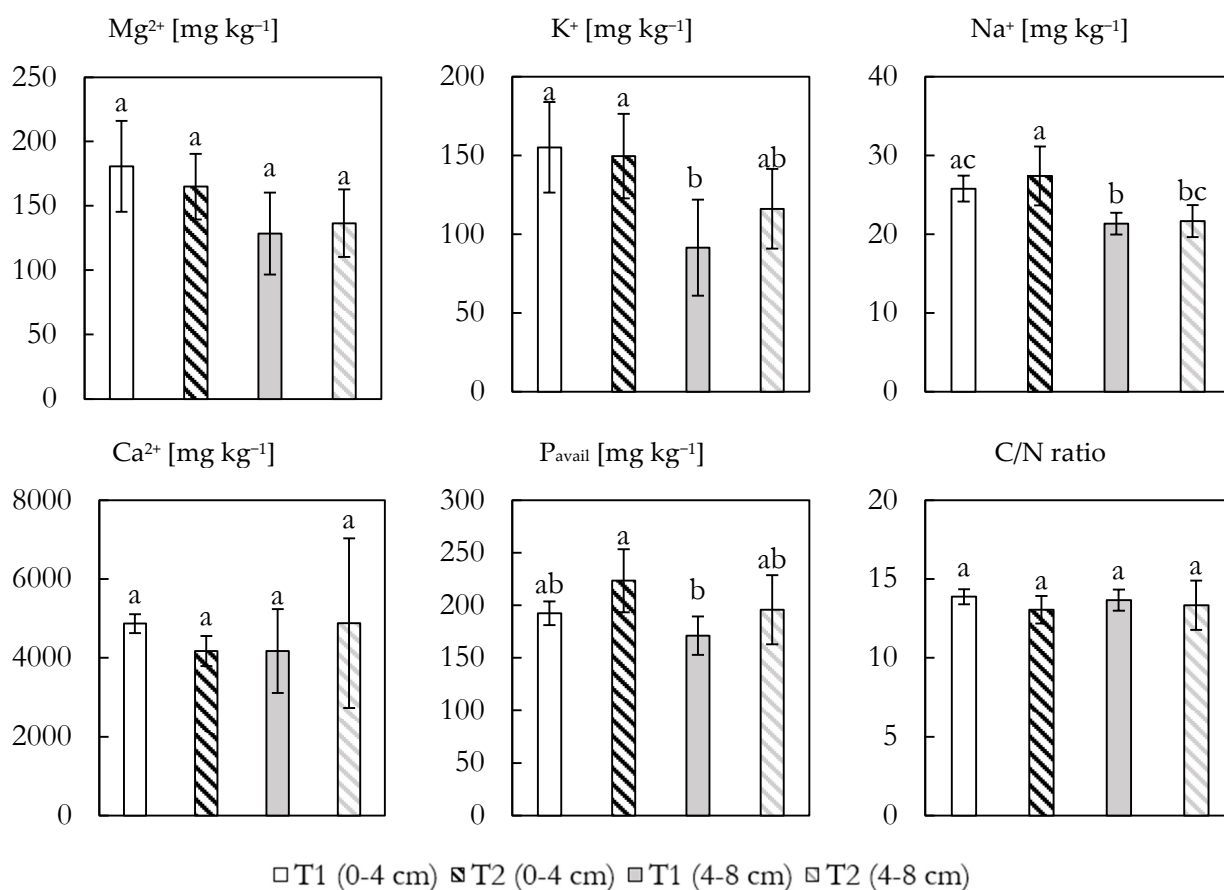 Mg²⁺ [mg kg⁻¹]
K⁺ [mg kg⁻¹]
Na⁺ [mg kg⁻¹]
250
200
150
100
50
0
a
a
a
a
200
150
100
50
0
a
a
b
ab
40
30
20
10
0
ac
a
b
bc
Ca²⁺ [mg kg⁻¹]
Pavail [mg kg⁻¹]
C/N ratio
8000
6000
4000
2000
0
a
a
a
a
300
250
200
150
100
50
0
ab
a
b
ab
20
15
10
5
0
a
a
a
a
T1 (0-4 cm) T2 (0-4 cm) T1 (4-8 cm) T2 (4-8 cm)